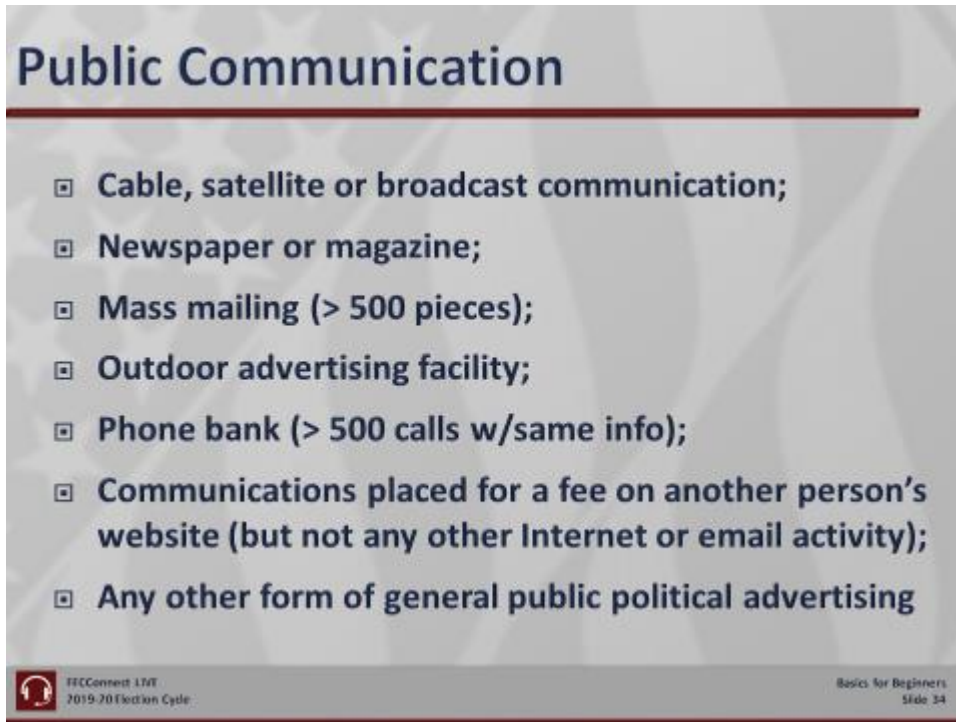 Public Communication
Cable, satellite or broadcast communication;
Newspaper or magazine;
Mass mailing (> 500 pieces);
Outdoor advertising facility;
Phone bank (> 500 calls w/same info);
Communications placed for a fee on another person's
website (but not any other Internet or email activity);
Any other form of general public political advertising
FECConnect LIVE
2019-20 Election Cycle
Basics for Beginners
Slide 34